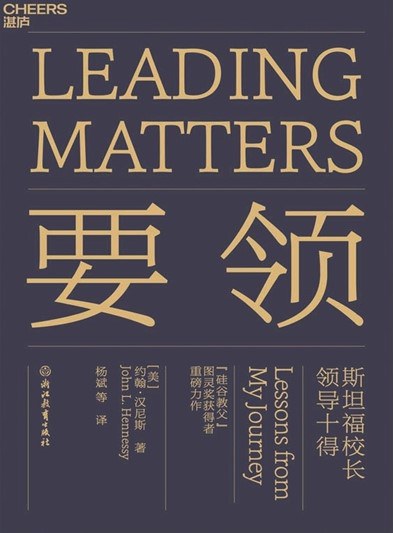 CHEERS
湛庐
LEADING
MATTERS
要领
斯坦福校长
领导十得
Lessons from
My Journey
「硅谷教父」
图灵奖获得者
重磅力作
[美]
约翰·汉尼斯 著
John L. Hennessy
杨斌等 译
浙江教育出版社